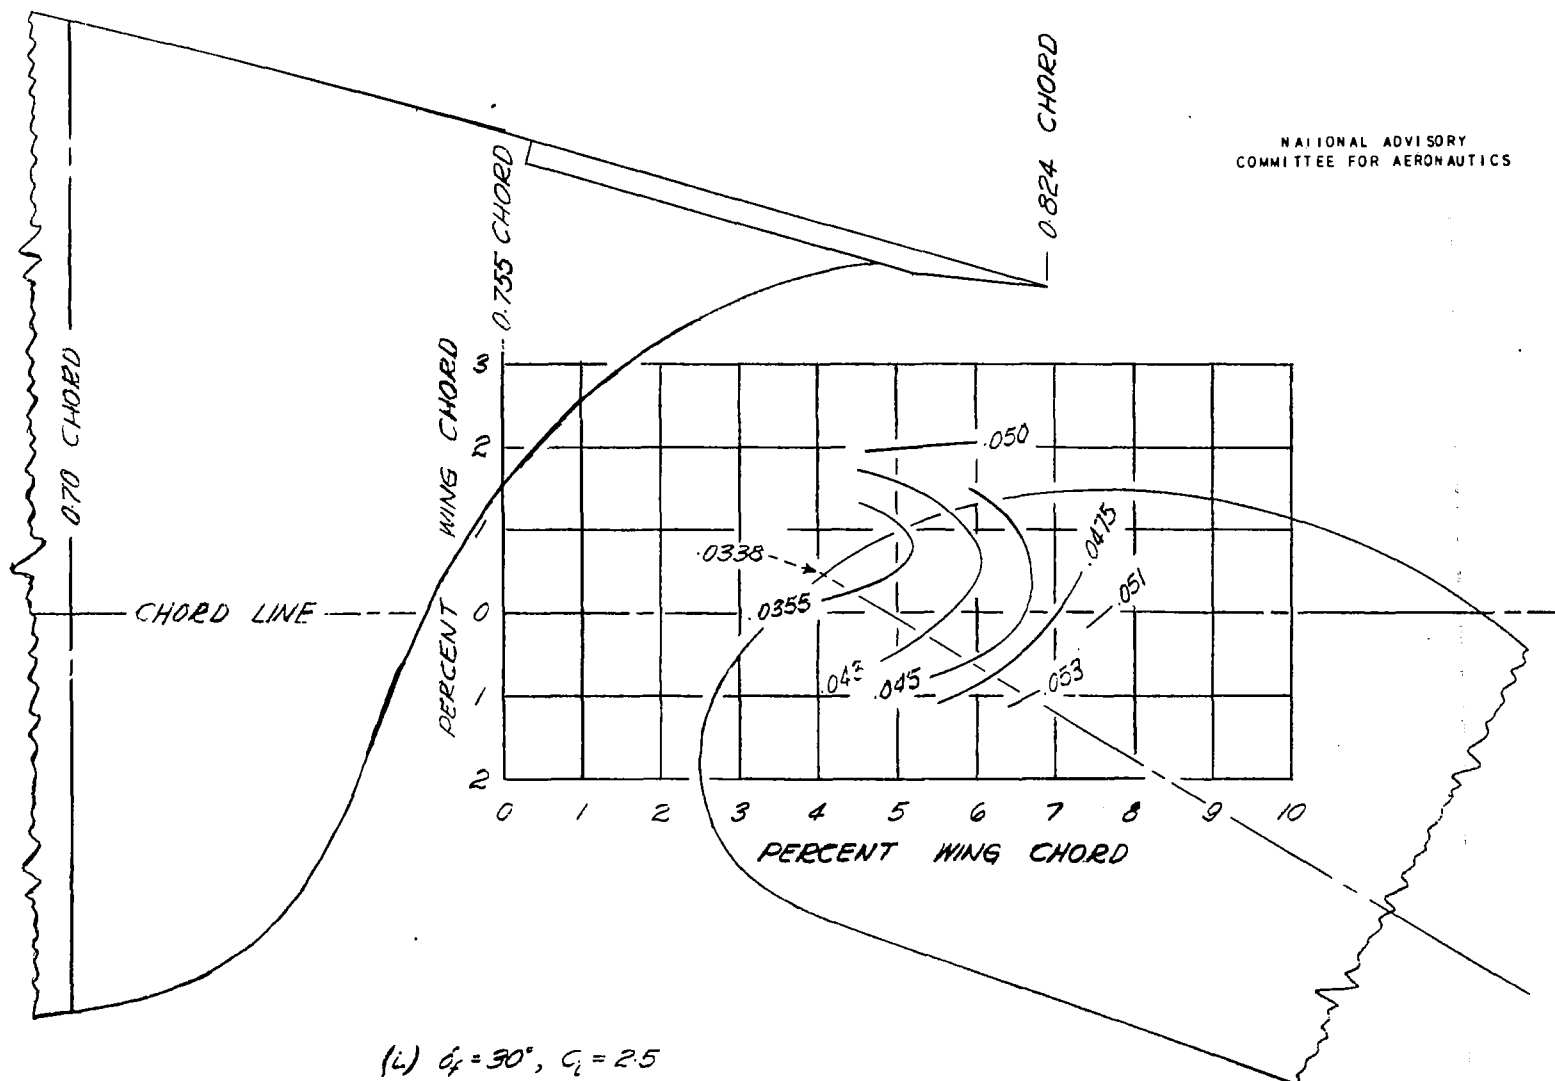 NATIONAL ADVISORY
COMMITTEE FOR AERONAUTICS
0.824 CHORD
0.755 CHORD
0.70 CHORD
PERCENT WING CHORD
3
2
1
0
1
2
.050
.0475
.0338
.051
CHORD LINE
.0355
.043
.045
.053
0 1 2 3 4 5 6 7 8 9 10
PERCENT WING CHORD
(i) δf = 30°, Cl = 2.5